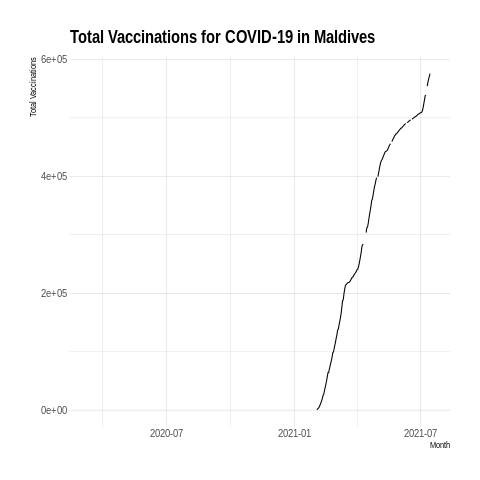 Total Vaccinations for COVID-19 in Maldives
Total Vaccinations
6e+05
4e+05
2e+05
0e+00
2020-07
2021-01
2021-07
Month